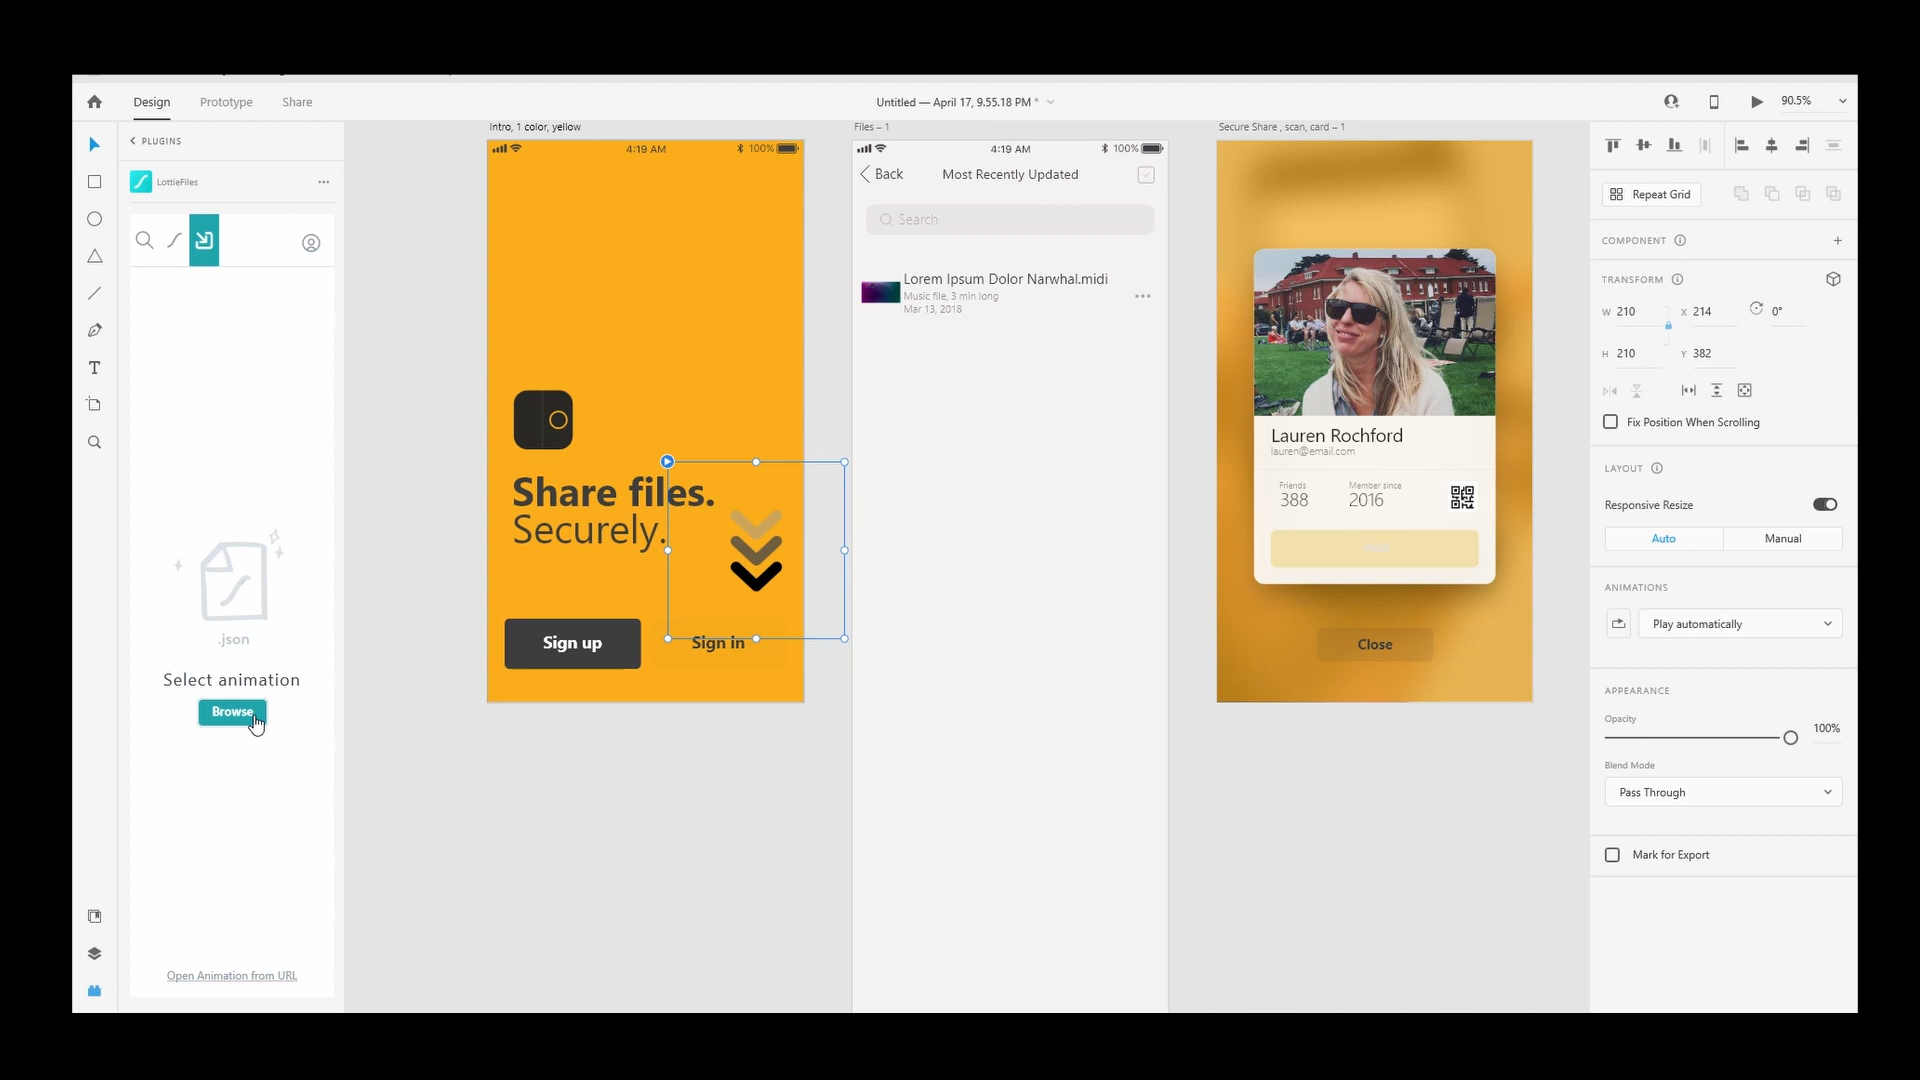 Design
Prototype
Share
Untitled — April 17, 9.55.18 PM *
90.5%
PLUGINS
LottieFiles
.json
Select animation
Browse
Open Animation from URL
Intro, 1 color, yellow
4:19 AM
100%
Share files.
Securely.
Sign up
Sign in
Files – 1
4:19 AM
100%
Back
Most Recently Updated
Search
Lorem Ipsum Dolor Narwhal.midi
Music file, 3 min long
Mar 13, 2018
Secure Share , scan, card – 1
Lauren Rochford
lauren@email.com
Friends
388
Member since
2016
Close
Repeat Grid
COMPONENT
TRANSFORM
W 210
X 214
0°
H 210
Y 382
Fix Position When Scrolling
LAYOUT
Responsive Resize
Auto
Manual
ANIMATIONS
Play automatically
APPEARANCE
Opacity
100%
Blend Mode
Pass Through
Mark for Export